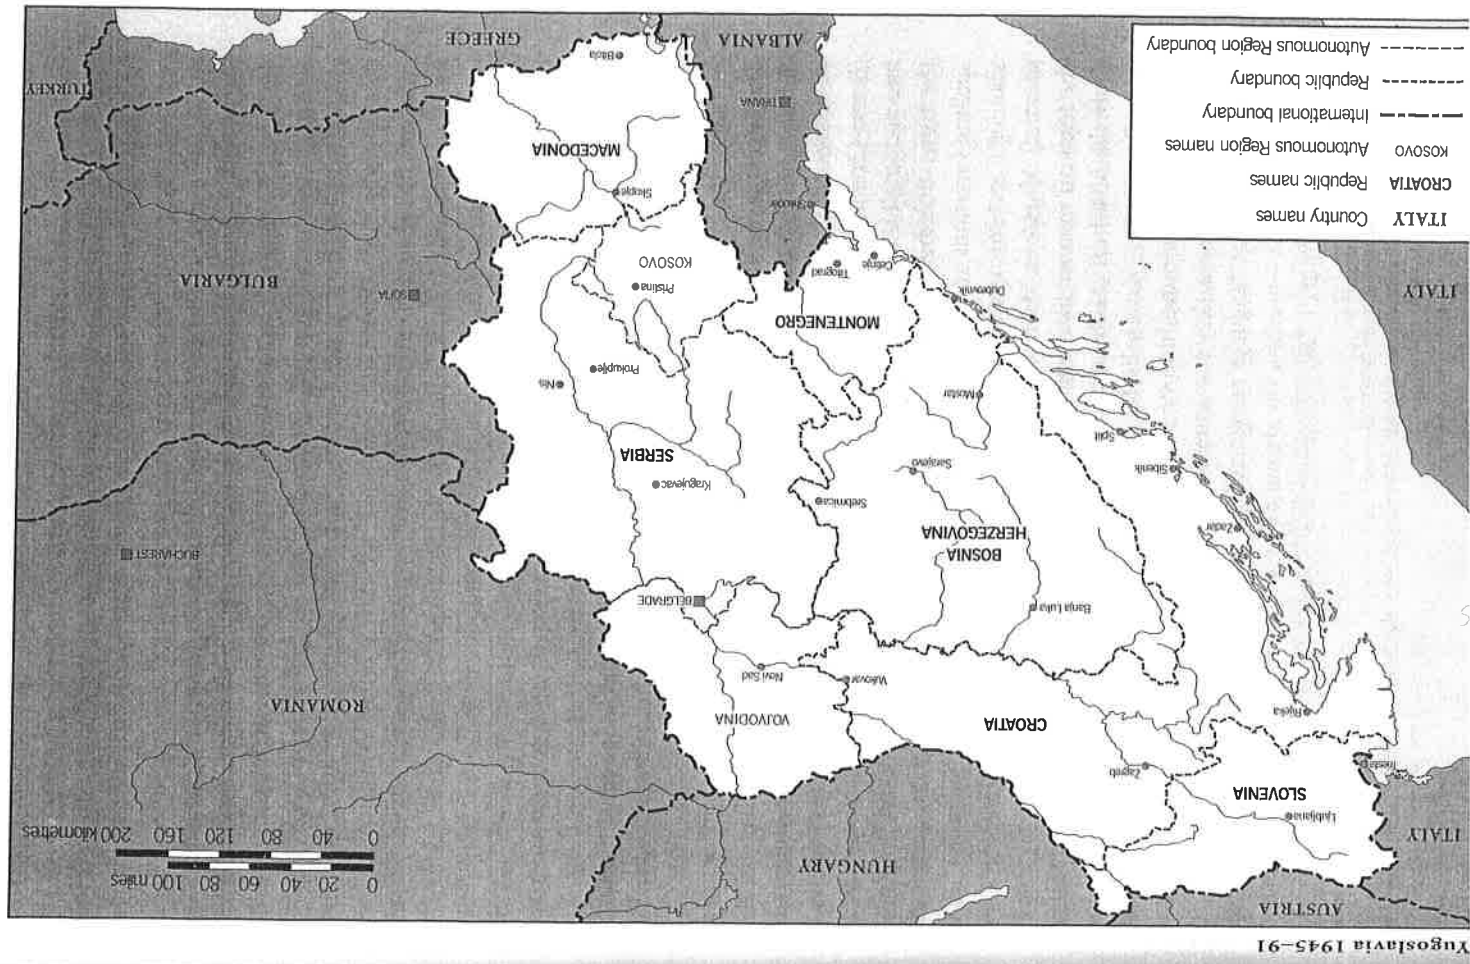 Yugoslavia 1945–91
AUSTRIA
HUNGARY
0 20 40 60 80 100 miles
0 40 80 120 160 200 kilometres
ITALY
Ljubljana
SLOVENIA
Trieste
Zagreb
CROATIA
VOJVODINA
ROMANIA
Rijeka
Vukovar
Novi Sad
Banja Luka
BELGRADE
BUCHAREST
BOSNIA
HERZEGOVINA
Zadar
Srebrnica
Kragujevac
Sibenik
Sarajevo
SERBIA
Split
Mostar
Nis
Prokuplje
MONTENEGRO
Dubrovnik
Pristina
SOFIA
ITALY
Cetinje
Titograd
KOSOVO
BULGARIA
Skopje
MACEDONIA
TIRANA
TURKEY
Bitola
ALBANIA
GREECE
ITALY Country names
CROATIA Republic names
KOSOVO Autonomous Region names
International boundary
Republic boundary
Autonomous Region boundary